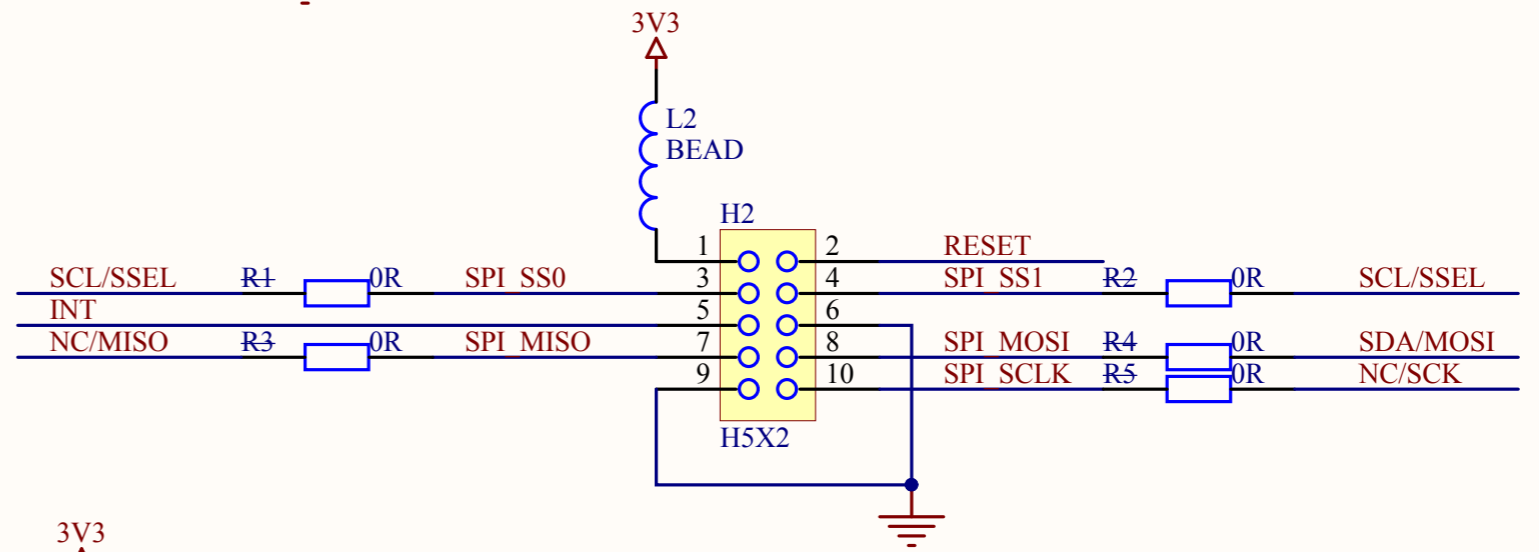 3V3
L2
BEAD
H2
1 2 RESET
SCL/SSEL R1 0R SPI_SS0 3 4 SPI_SS1 R2 0R SCL/SSEL
INT 5 6
NC/MISO R3 0R SPI_MISO 7 8 SPI_MOSI R4 0R SDA/MOSI
9 10 SPI_SCLK R5 0R NC/SCK
H5X2
3V3